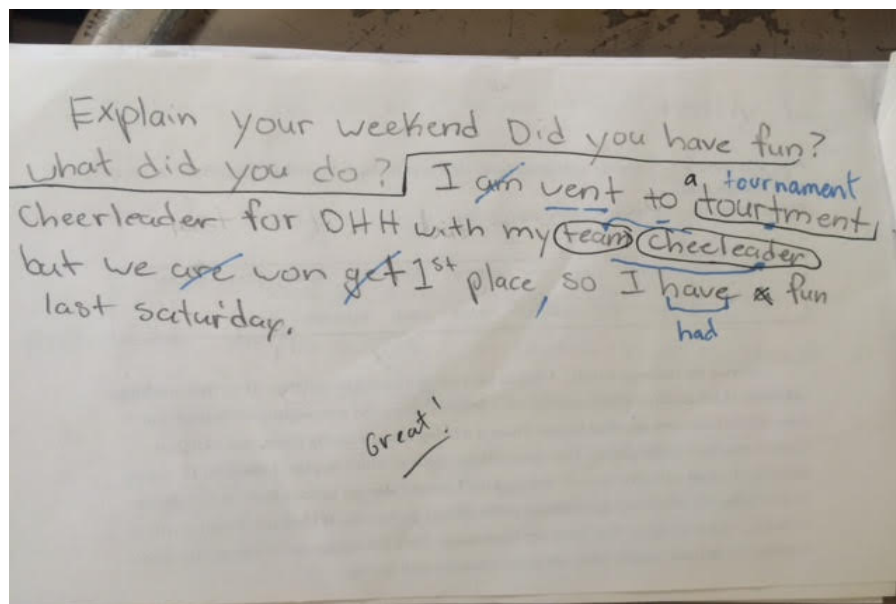 Explain your weekend Did you have fun?
what did you do? I am vent to a tourtment tournament
Cheerleader for OHH with my team cheeleader
but we are won get 1st place, so I have a fun
had
last saturday.
Great!